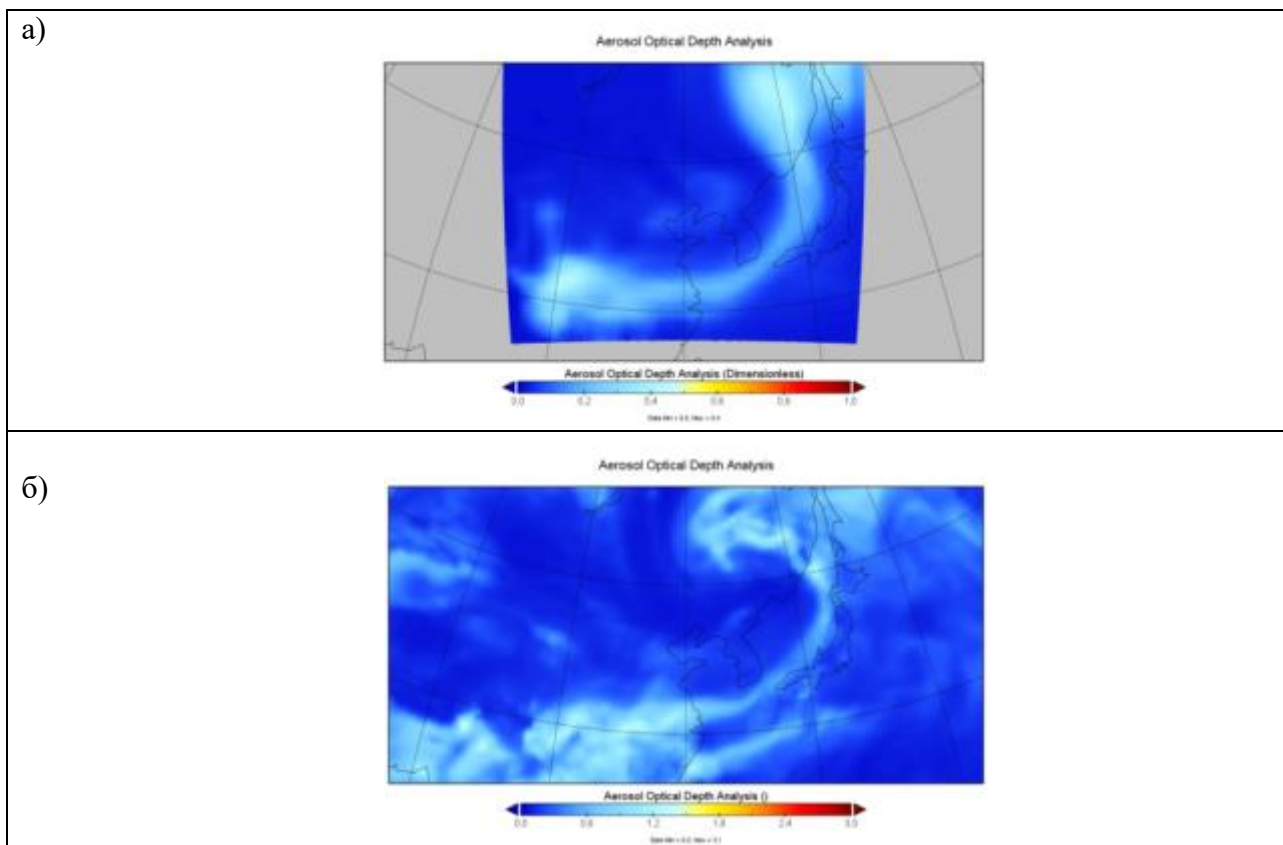 а)
Aerosol Optical Depth Analysis
Aerosol Optical Depth Analysis (Dimensionless)
0.0 0.2 0.4 0.6 0.8 1.0
б)
Aerosol Optical Depth Analysis
Aerosol Optical Depth Analysis ()
0.0 0.6 1.2 1.8 2.4 3.0